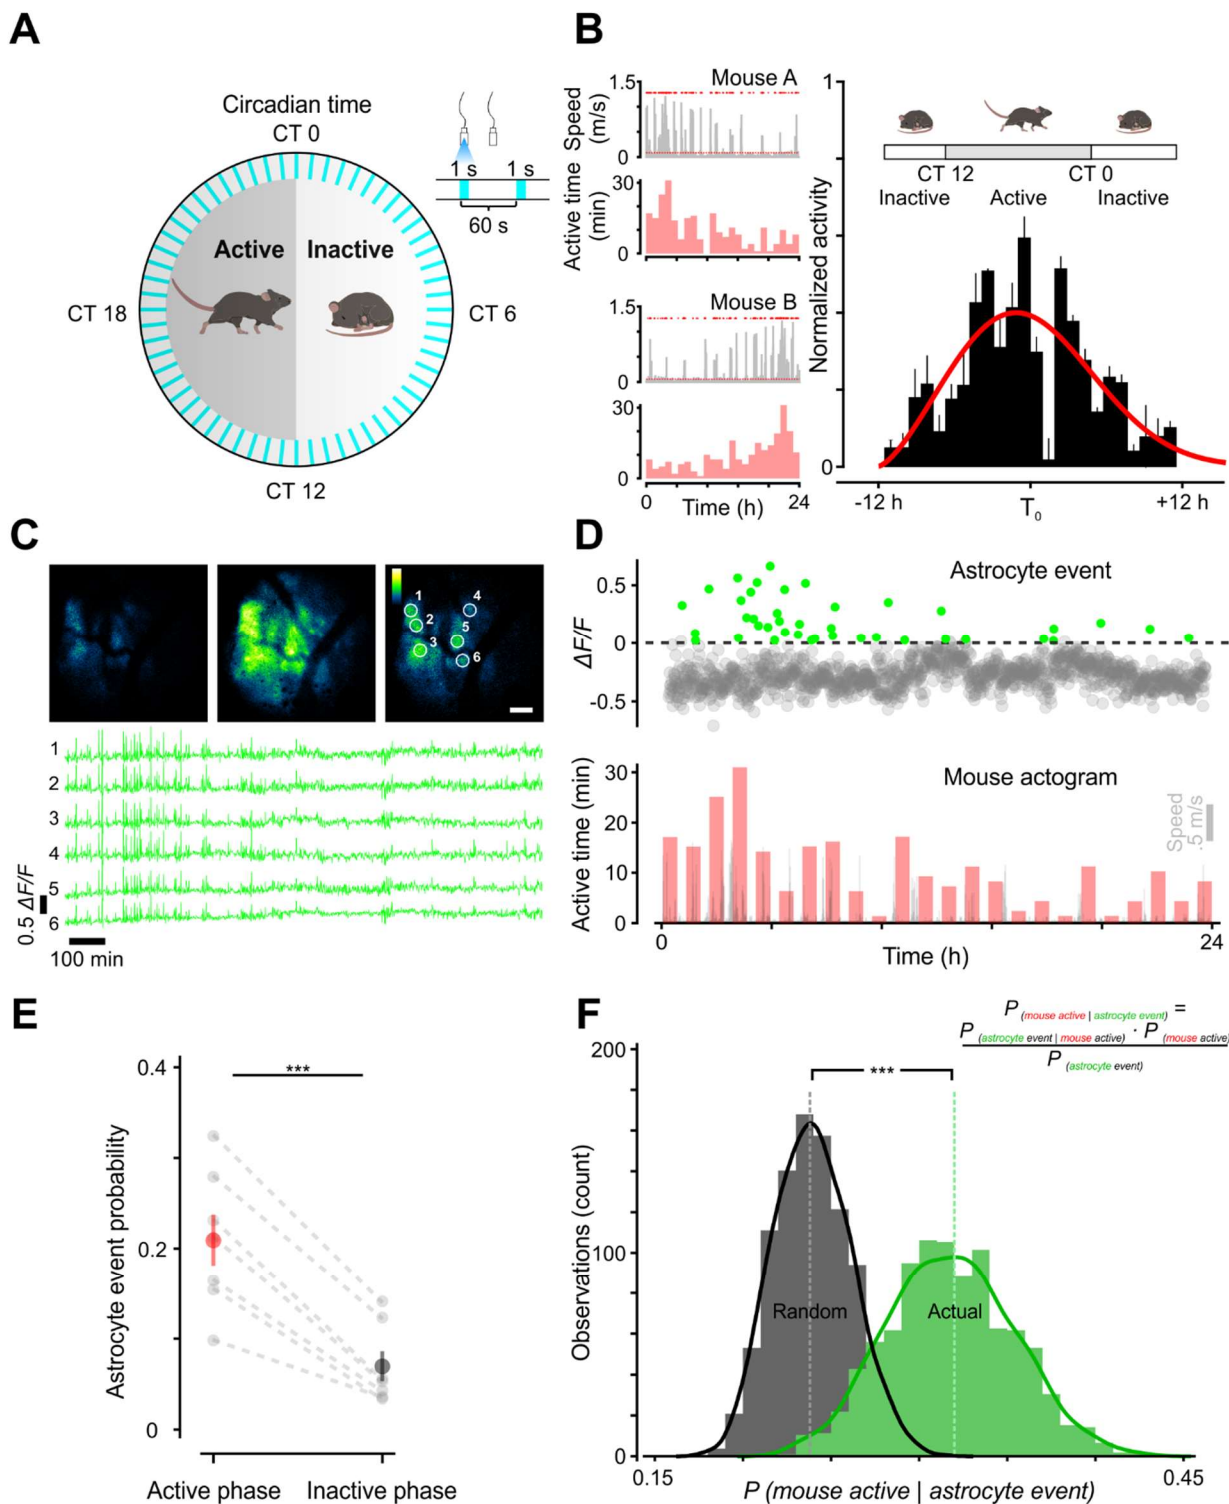 A
Circadian time
CT 0
1 s 1 s
60 s
Active Inactive
CT 18
CT 6
CT 12
B
Mouse A
1.5
0
Speed
(m/s)
30
0
Active time
(min)
Mouse B
1.5
0
30
0
0 24
Time (h)
1
0
Normalized activity
CT 12 CT 0
Inactive Active Inactive
-12 h T0 +12 h
C
1
2
3
4
5
6
1
2
3
4
5
6
0.5 ΔF/F
100 min
D
Astrocyte event
0.5
0
-0.5
ΔF/F
Mouse actogram
30
20
10
0
Active time (min)
Speed
.5 m/s
0 24
Time (h)
E
0.4
0.2
0
***
Astrocyte event probability
Active phase Inactive phase
F
P (mouse active | astrocyte event) =
P (astrocyte event | mouse active) · P (mouse active)
P (astrocyte event)
200
100
0
***
Observations (count)
Random Actual
0.15 0.45
P (mouse active | astrocyte event)